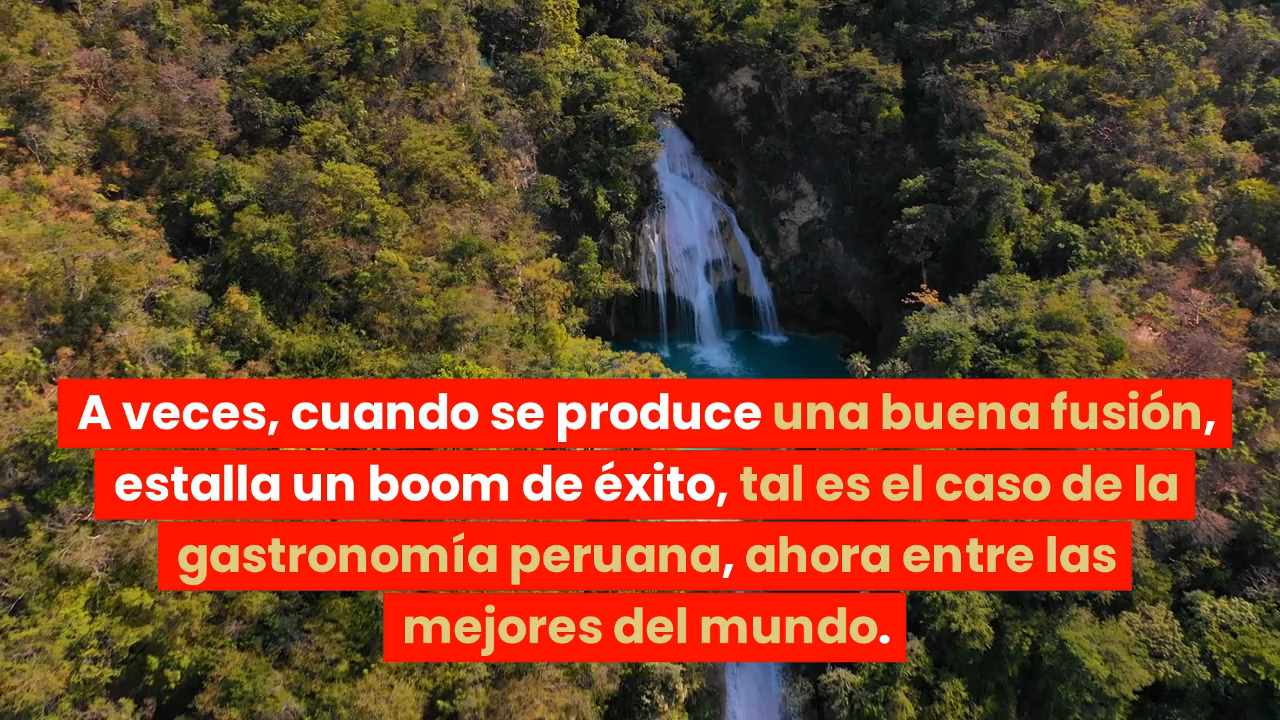 A veces, cuando se produce una buena fusión,
estalla un boom de éxito, tal es el caso de la
gastronomía peruana, ahora entre las
mejores del mundo.